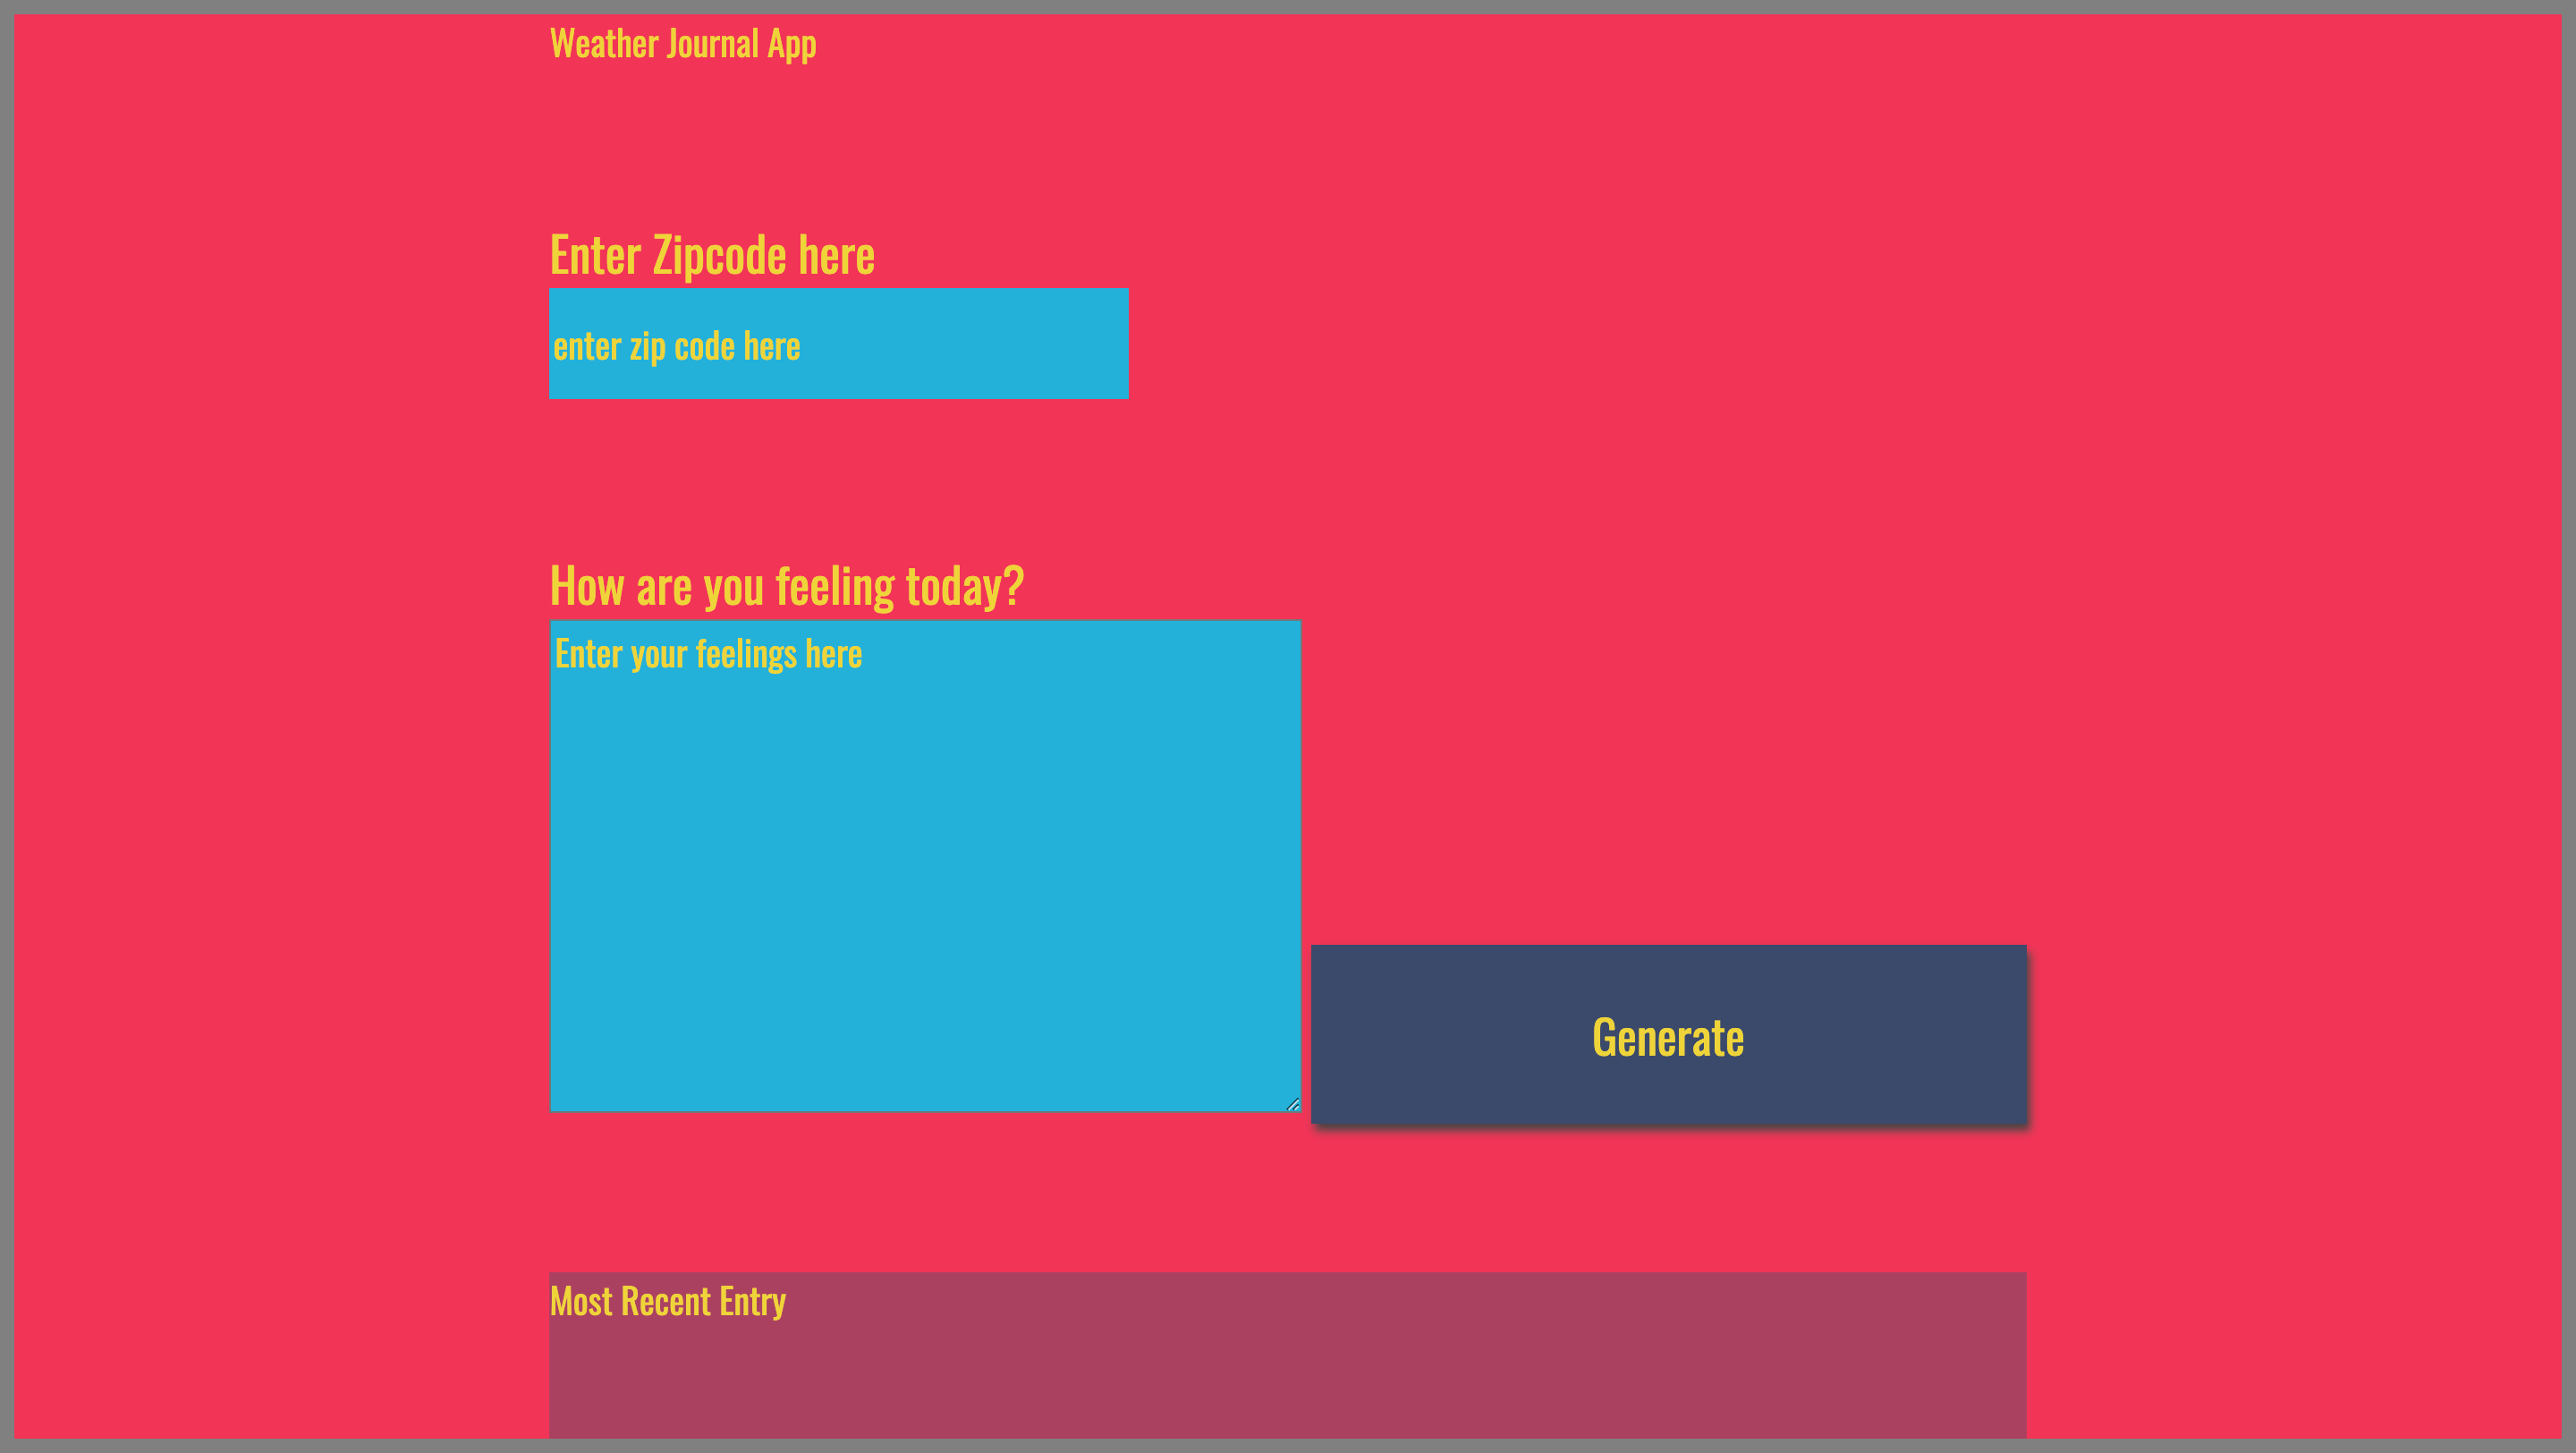 Weather Journal App
Enter Zipcode here
enter zip code here
How are you feeling today?
Enter your feelings here
Generate
Most Recent Entry